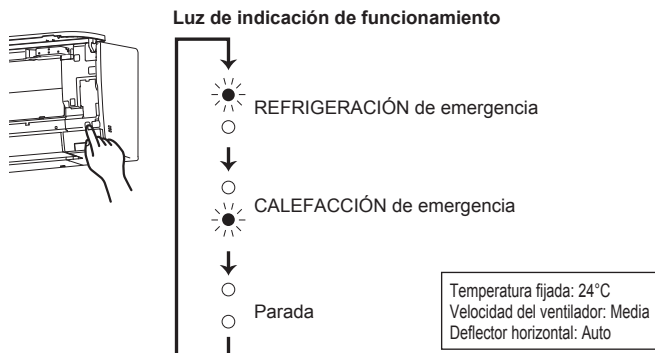 Luz de indicación de funcionamiento
REFRIGERACIÓN de emergencia
CALEFACCIÓN de emergencia
Parada
Temperatura fijada: 24°C
Velocidad del ventilador: Media
Deflector horizontal: Auto